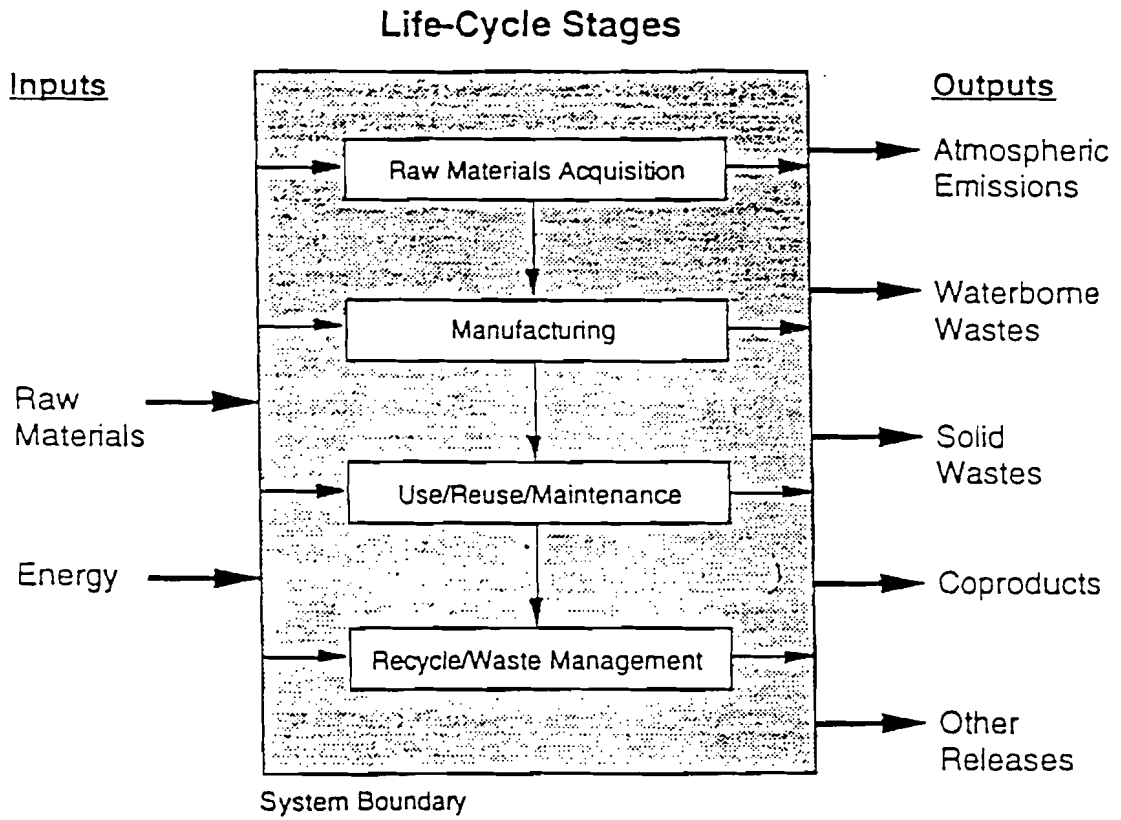 Life-Cycle Stages
Inputs
Outputs
Raw Materials Acquisition
Atmospheric
Emissions
Manufacturing
Waterborne
Wastes
Raw
Materials
Use/Reuse/Maintenance
Solid
Wastes
Energy
Coproducts
Recycle/Waste Management
Other
Releases
System Boundary